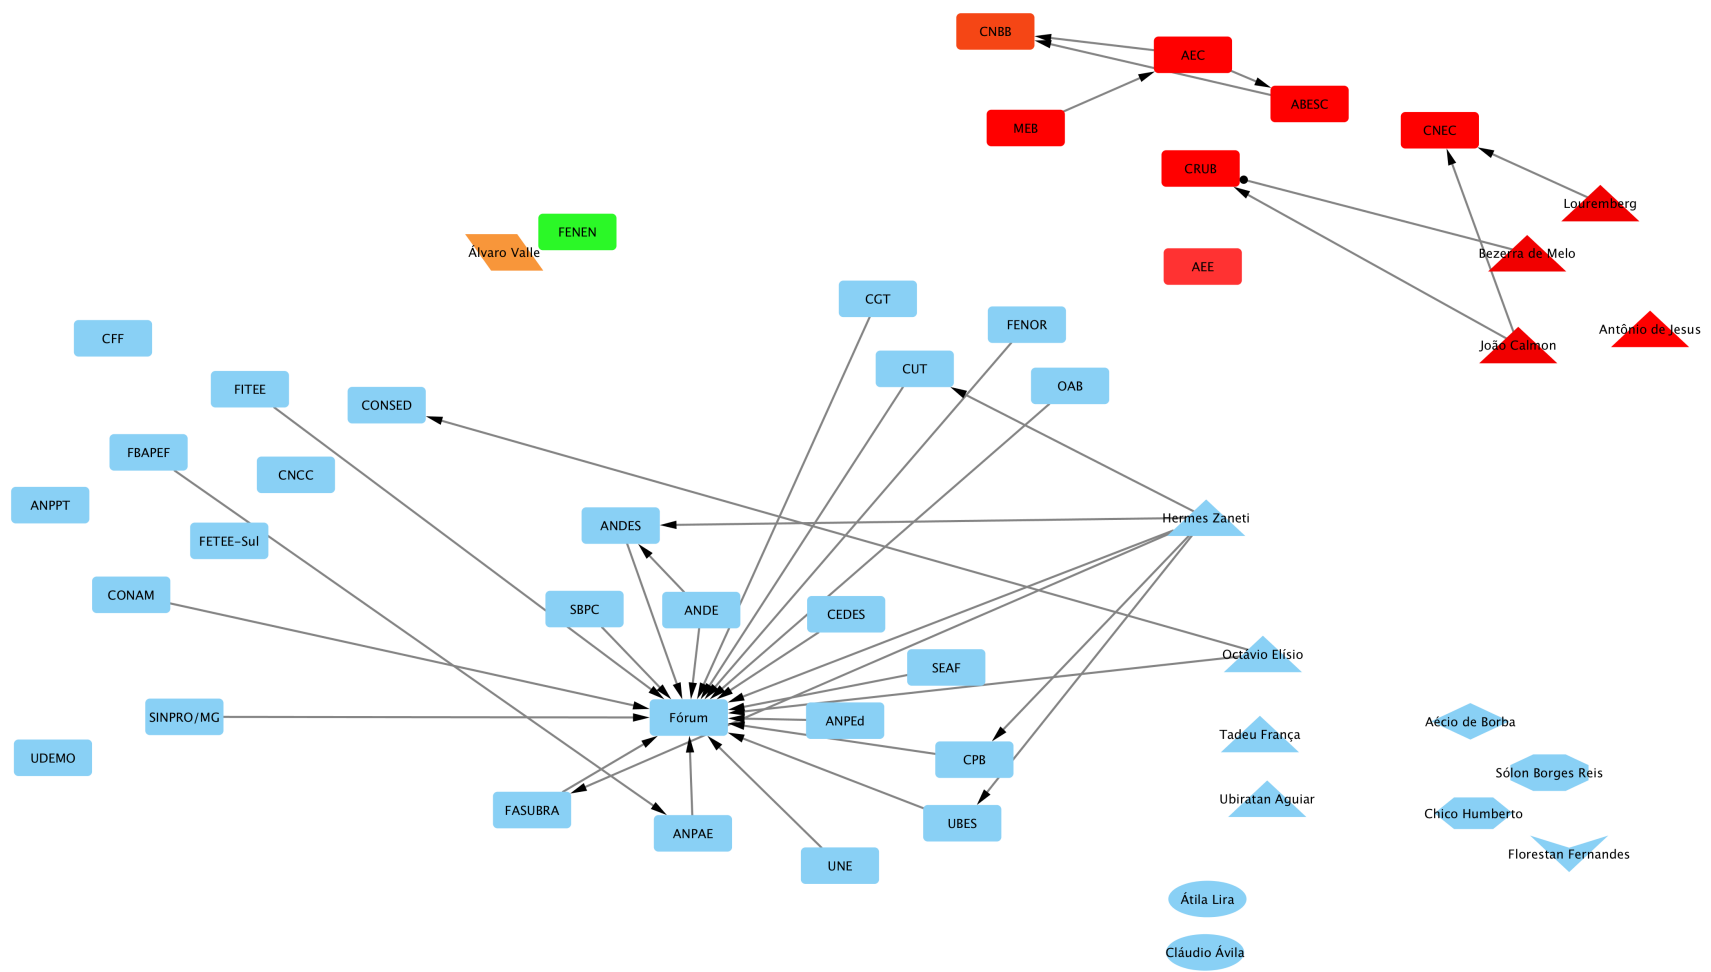 CNBB
AEC
ABESC
MEB
CNEC
CRUB
Louremberg
FENEN
Álvaro Valle
Bezerra de Melo
AEE
CGT
FENOR
Antônio de Jesus
CFF
João Calmon
CUT
OAB
FITEE
CONSED
FBAPEF
CNCC
ANPPT
Hermes Zaneti
ANDES
FETEE-Sul
CONAM
SBPC
ANDE
CEDES
Octávio Elísio
SEAF
SINPRO/MG
Fórum
ANPEd
Aécio de Borba
Tadeu França
UDEMO
CPB
Sólon Borges Reis
Ubiratan Aguiar
FASUBRA
Chico Humberto
UBES
ANPAE
Florestan Fernandes
UNE
Átila Lira
Cláudio Ávila